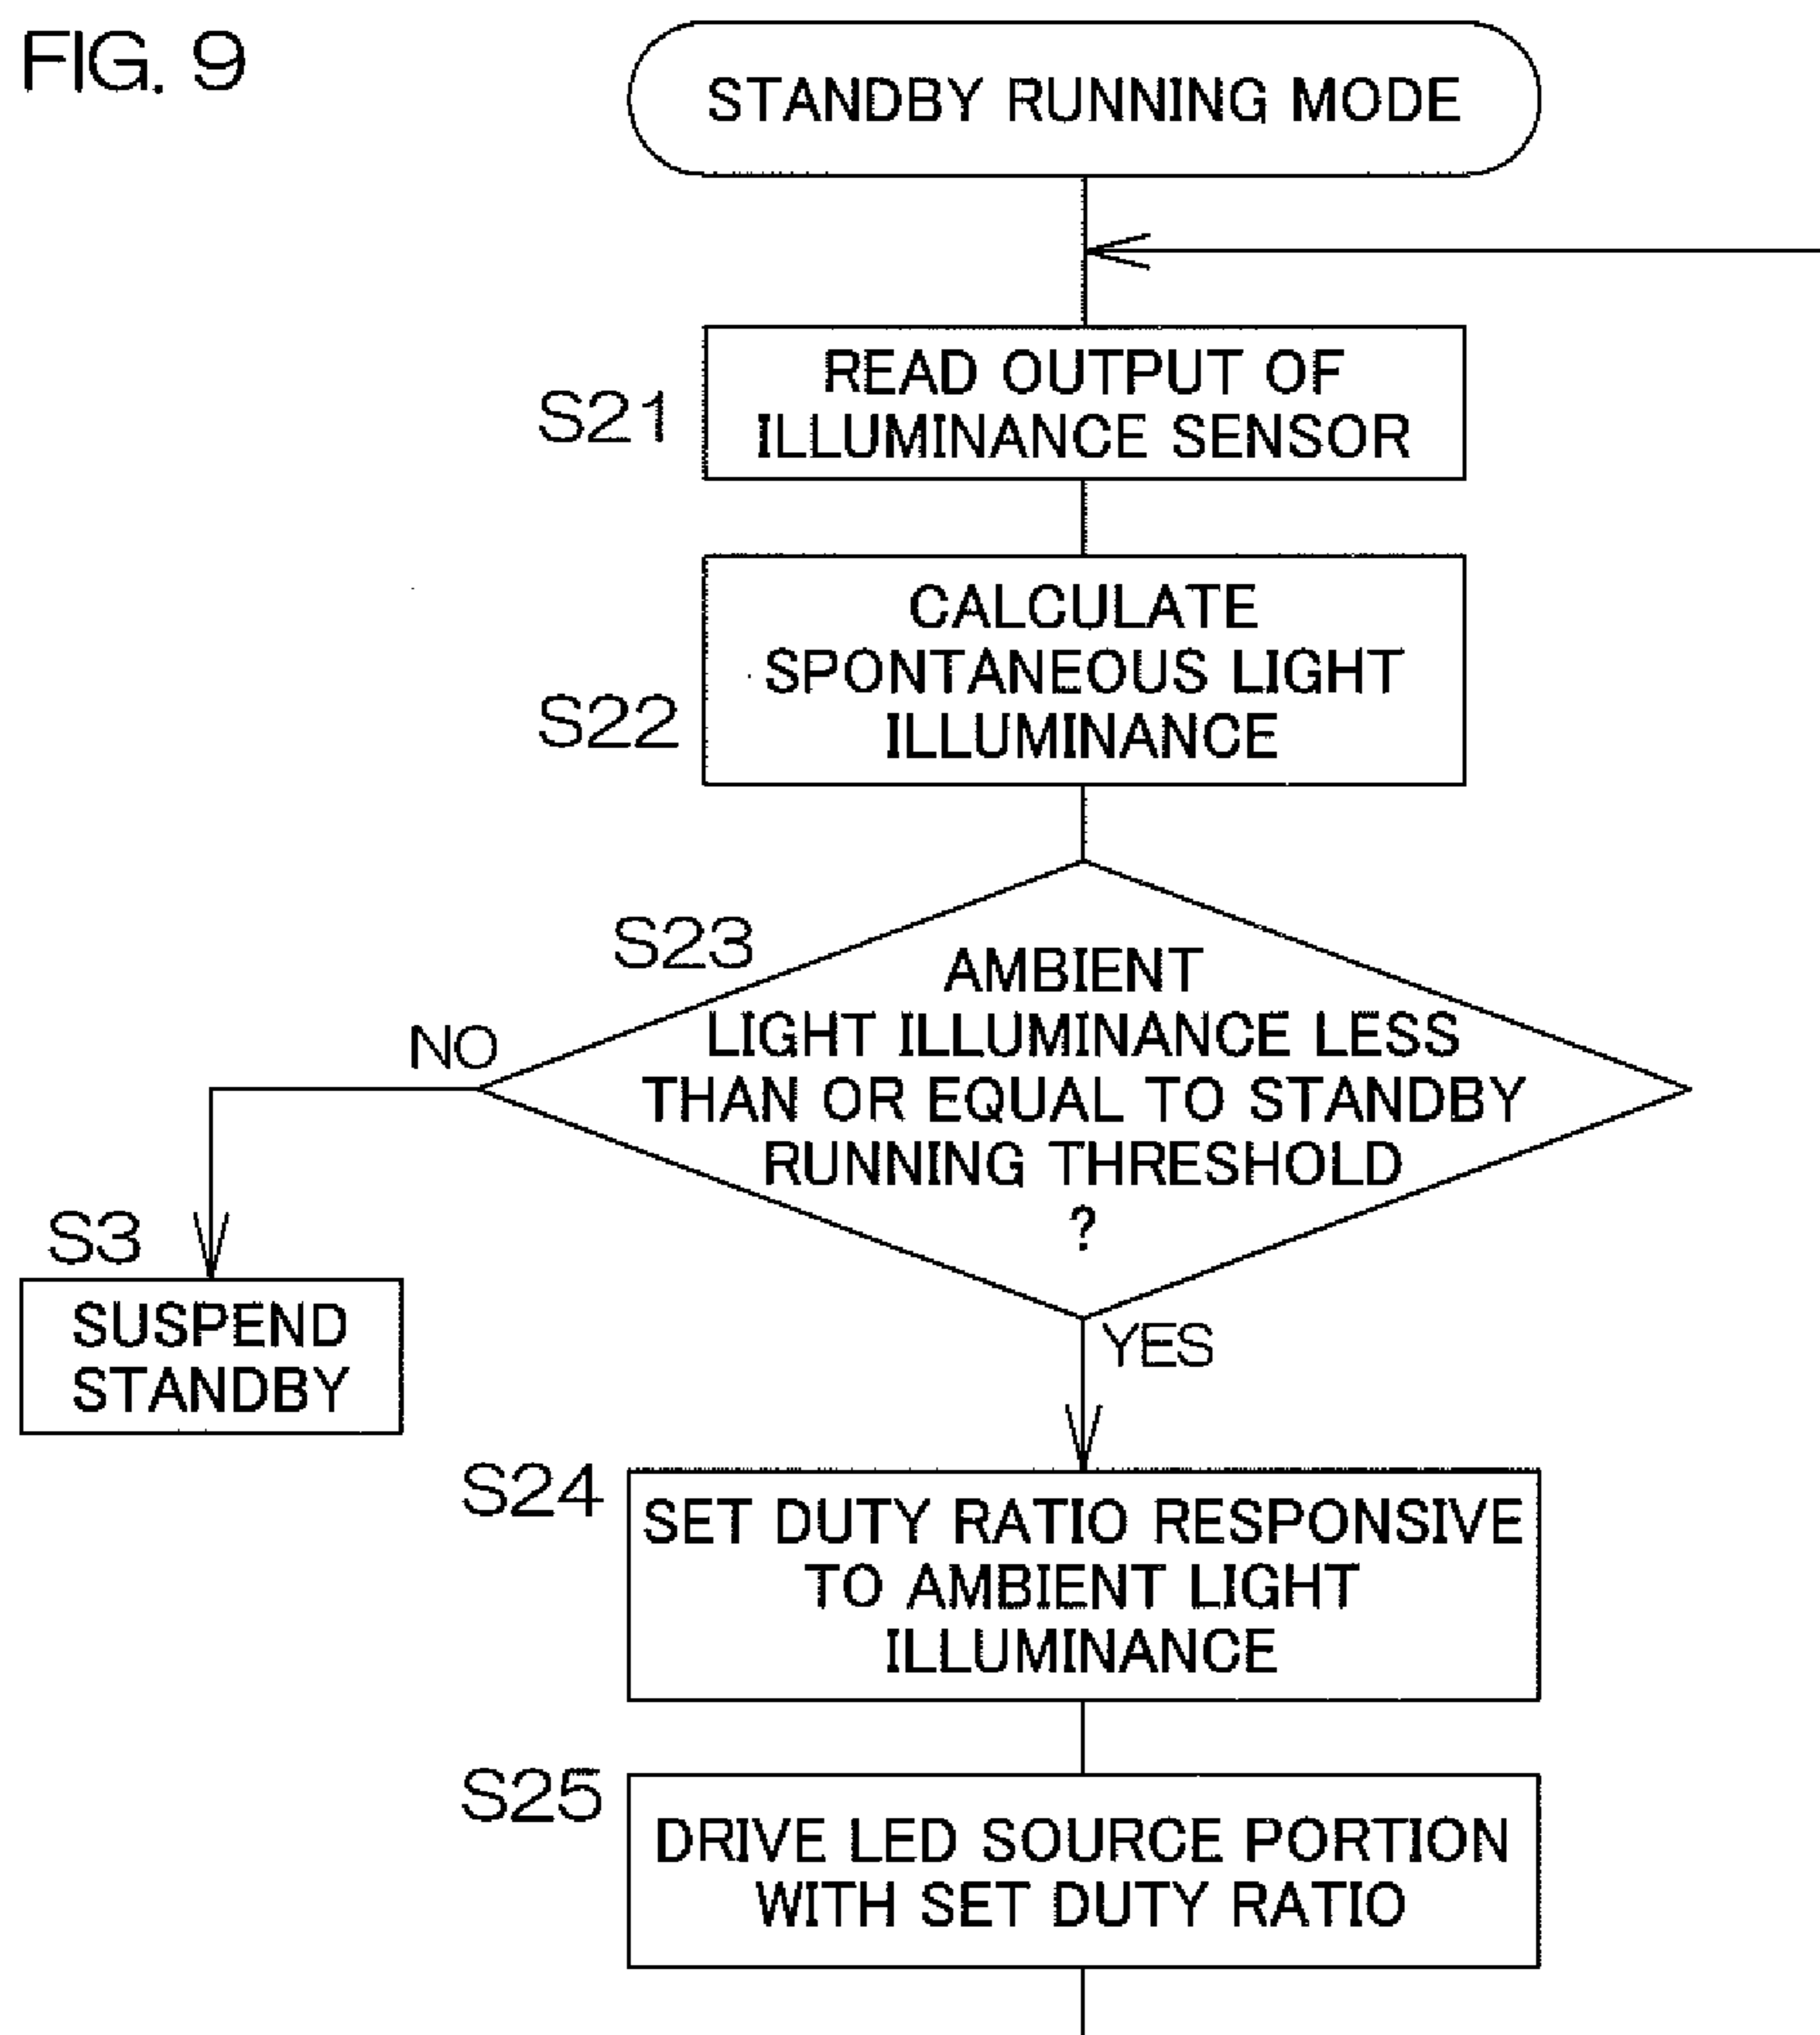 FIG. 9
STANDBY RUNNING MODE
S21
READ OUTPUT OF
ILLUMINANCE SENSOR
S22
CALCULATE
SPONTANEOUS LIGHT
ILLUMINANCE
S23
AMBIENT
LIGHT ILLUMINANCE LESS
THAN OR EQUAL TO STANDBY
RUNNING THRESHOLD
?
NO
S3
SUSPEND
STANDBY
YES
S24
SET DUTY RATIO RESPONSIVE
TO AMBIENT LIGHT
ILLUMINANCE
S25
DRIVE LED SOURCE PORTION
WITH SET DUTY RATIO